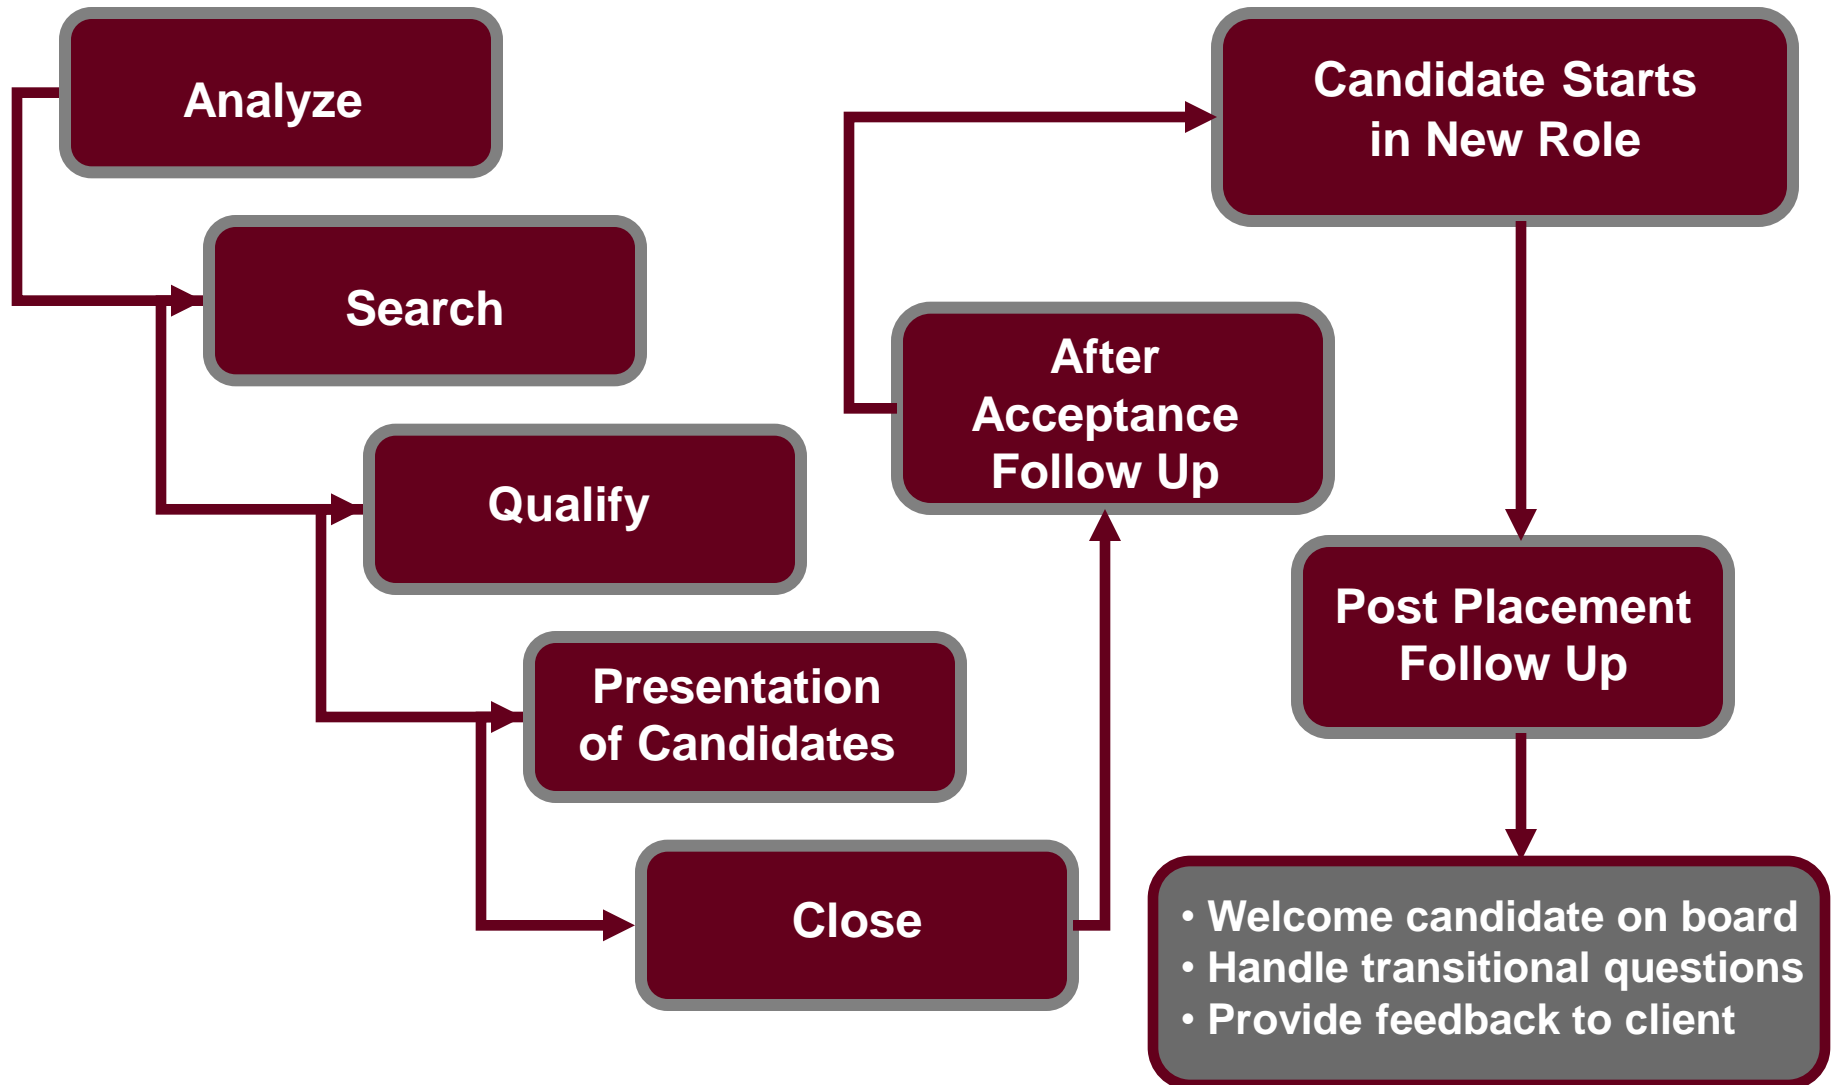 Analyze
Search
Qualify
Presentation
of Candidates
Close
After
Acceptance
Follow Up
Candidate Starts
in New Role
Post Placement
Follow Up
• Welcome candidate on board
• Handle transitional questions
• Provide feedback to client